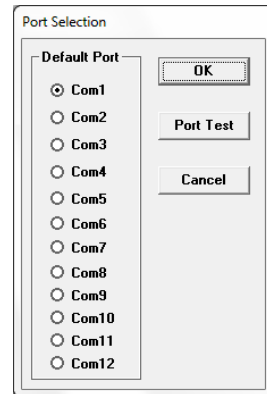 Port Selection
Default Port
Com1
Com2
Com3
Com4
Com5
Com6
Com7
Com8
Com9
Com10
Com11
Com12
OK
Port Test
Cancel